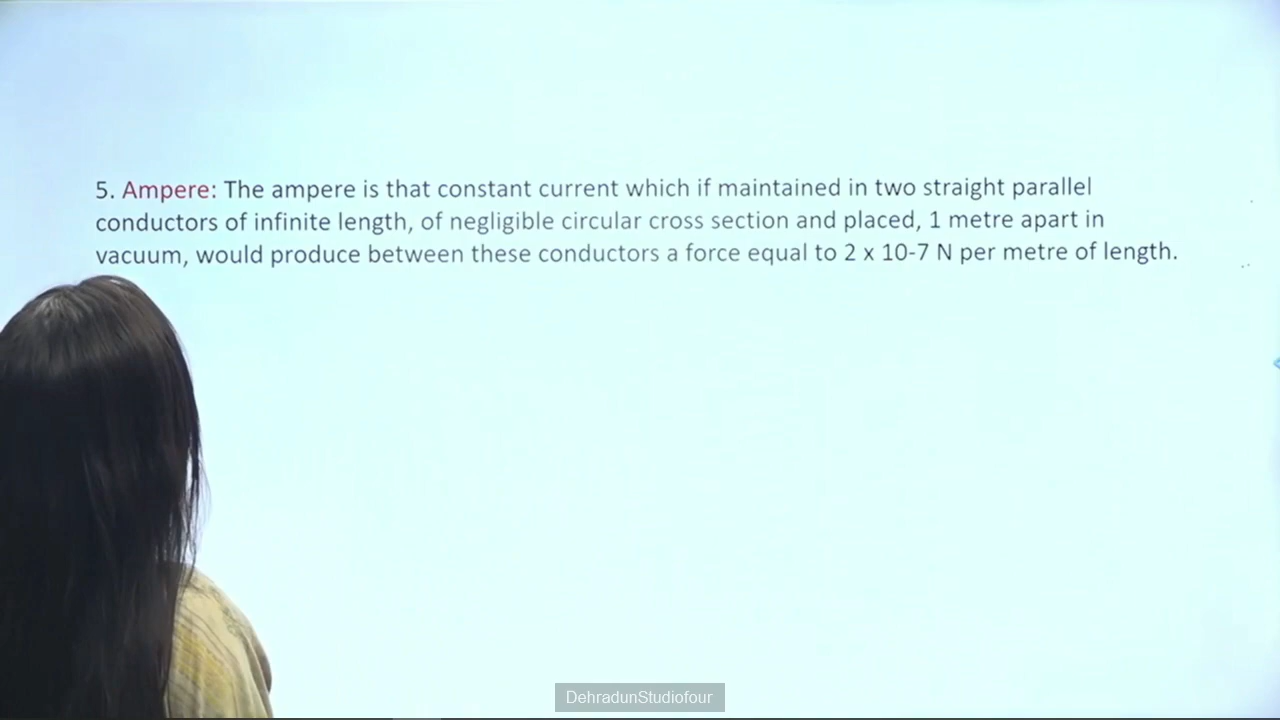 5. Ampere: The ampere is that constant current which if maintained in two straight parallel
conductors of infinite length, of negligible circular cross section and placed, 1 metre apart in
vacuum, would produce between these conductors a force equal to 2 x 10-7 N per metre of length.
DehradunStudiofour